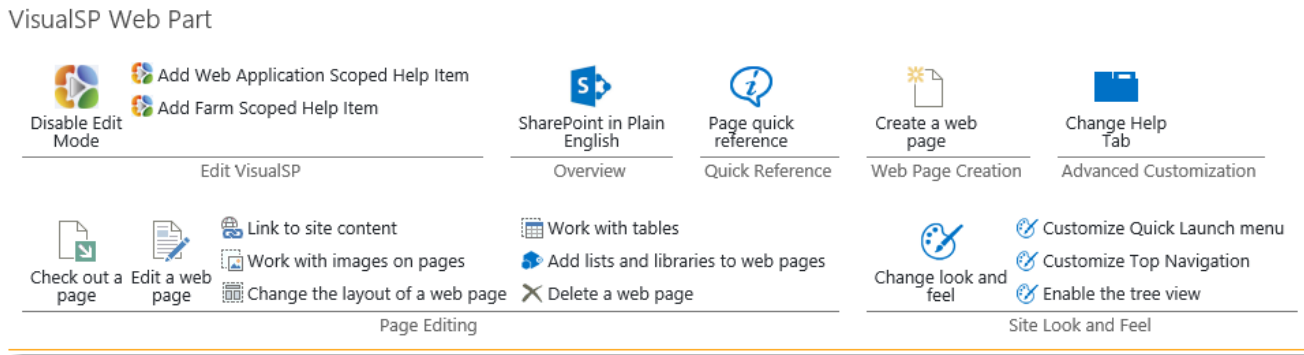 VisualSP Web Part
Disable Edit
Mode
Add Web Application Scoped Help Item
Add Farm Scoped Help Item
Edit VisualSP
SharePoint in Plain
English
Overview
Page quick
reference
Quick Reference
Create a web
page
Web Page Creation
Change Help
Tab
Advanced Customization
Check out a
page
Edit a web
page
Link to site content
Work with images on pages
Change the layout of a web page
Work with tables
Add lists and libraries to web pages
Delete a web page
Page Editing
Change look and
feel
Customize Quick Launch menu
Customize Top Navigation
Enable the tree view
Site Look and Feel